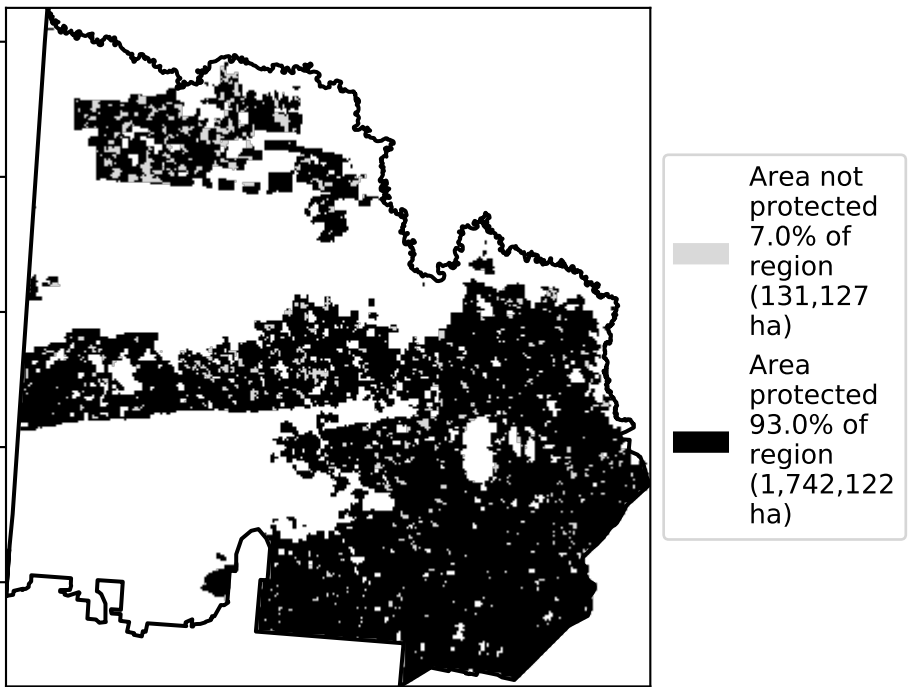 Area not
protected
7.0% of
region
(131,127
ha)
Area
protected
93.0% of
region
(1,742,122
ha)